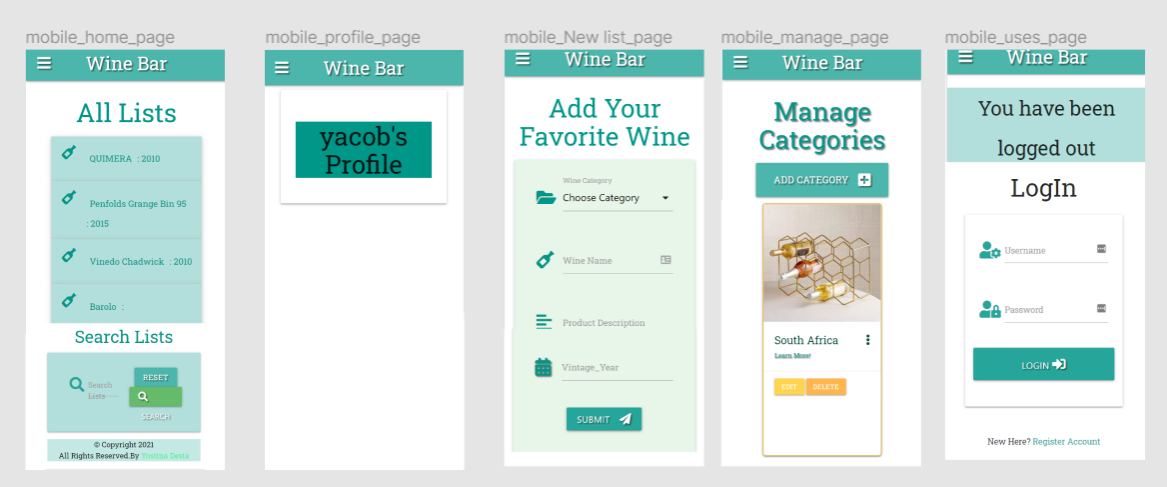 mobile_home_page
Wine Bar
All Lists
QUIMERA : 2010
Penfolds Grange Bin 95
: 2015
Vinedo Chadwick : 2010
Barolo :
Search Lists
Search
Lists
RESET
SEARCH
© Copyright 2021
All Rights Reserved.By Yostina Desta
mobile_profile_page
Wine Bar
yacob's
Profile
mobile_New list_page
Wine Bar
Add Your
Favorite Wine
Wine Category
Choose Category
Wine Name
Product Description
Vintage_Year
SUBMIT
mobile_manage_page
Wine Bar
Manage
Categories
ADD CATEGORY
South Africa
Learn More!
EDIT DELETE
mobile_uses_page
Wine Bar
You have been
logged out
LogIn
Username
Password
LOGIN
New Here? Register Account